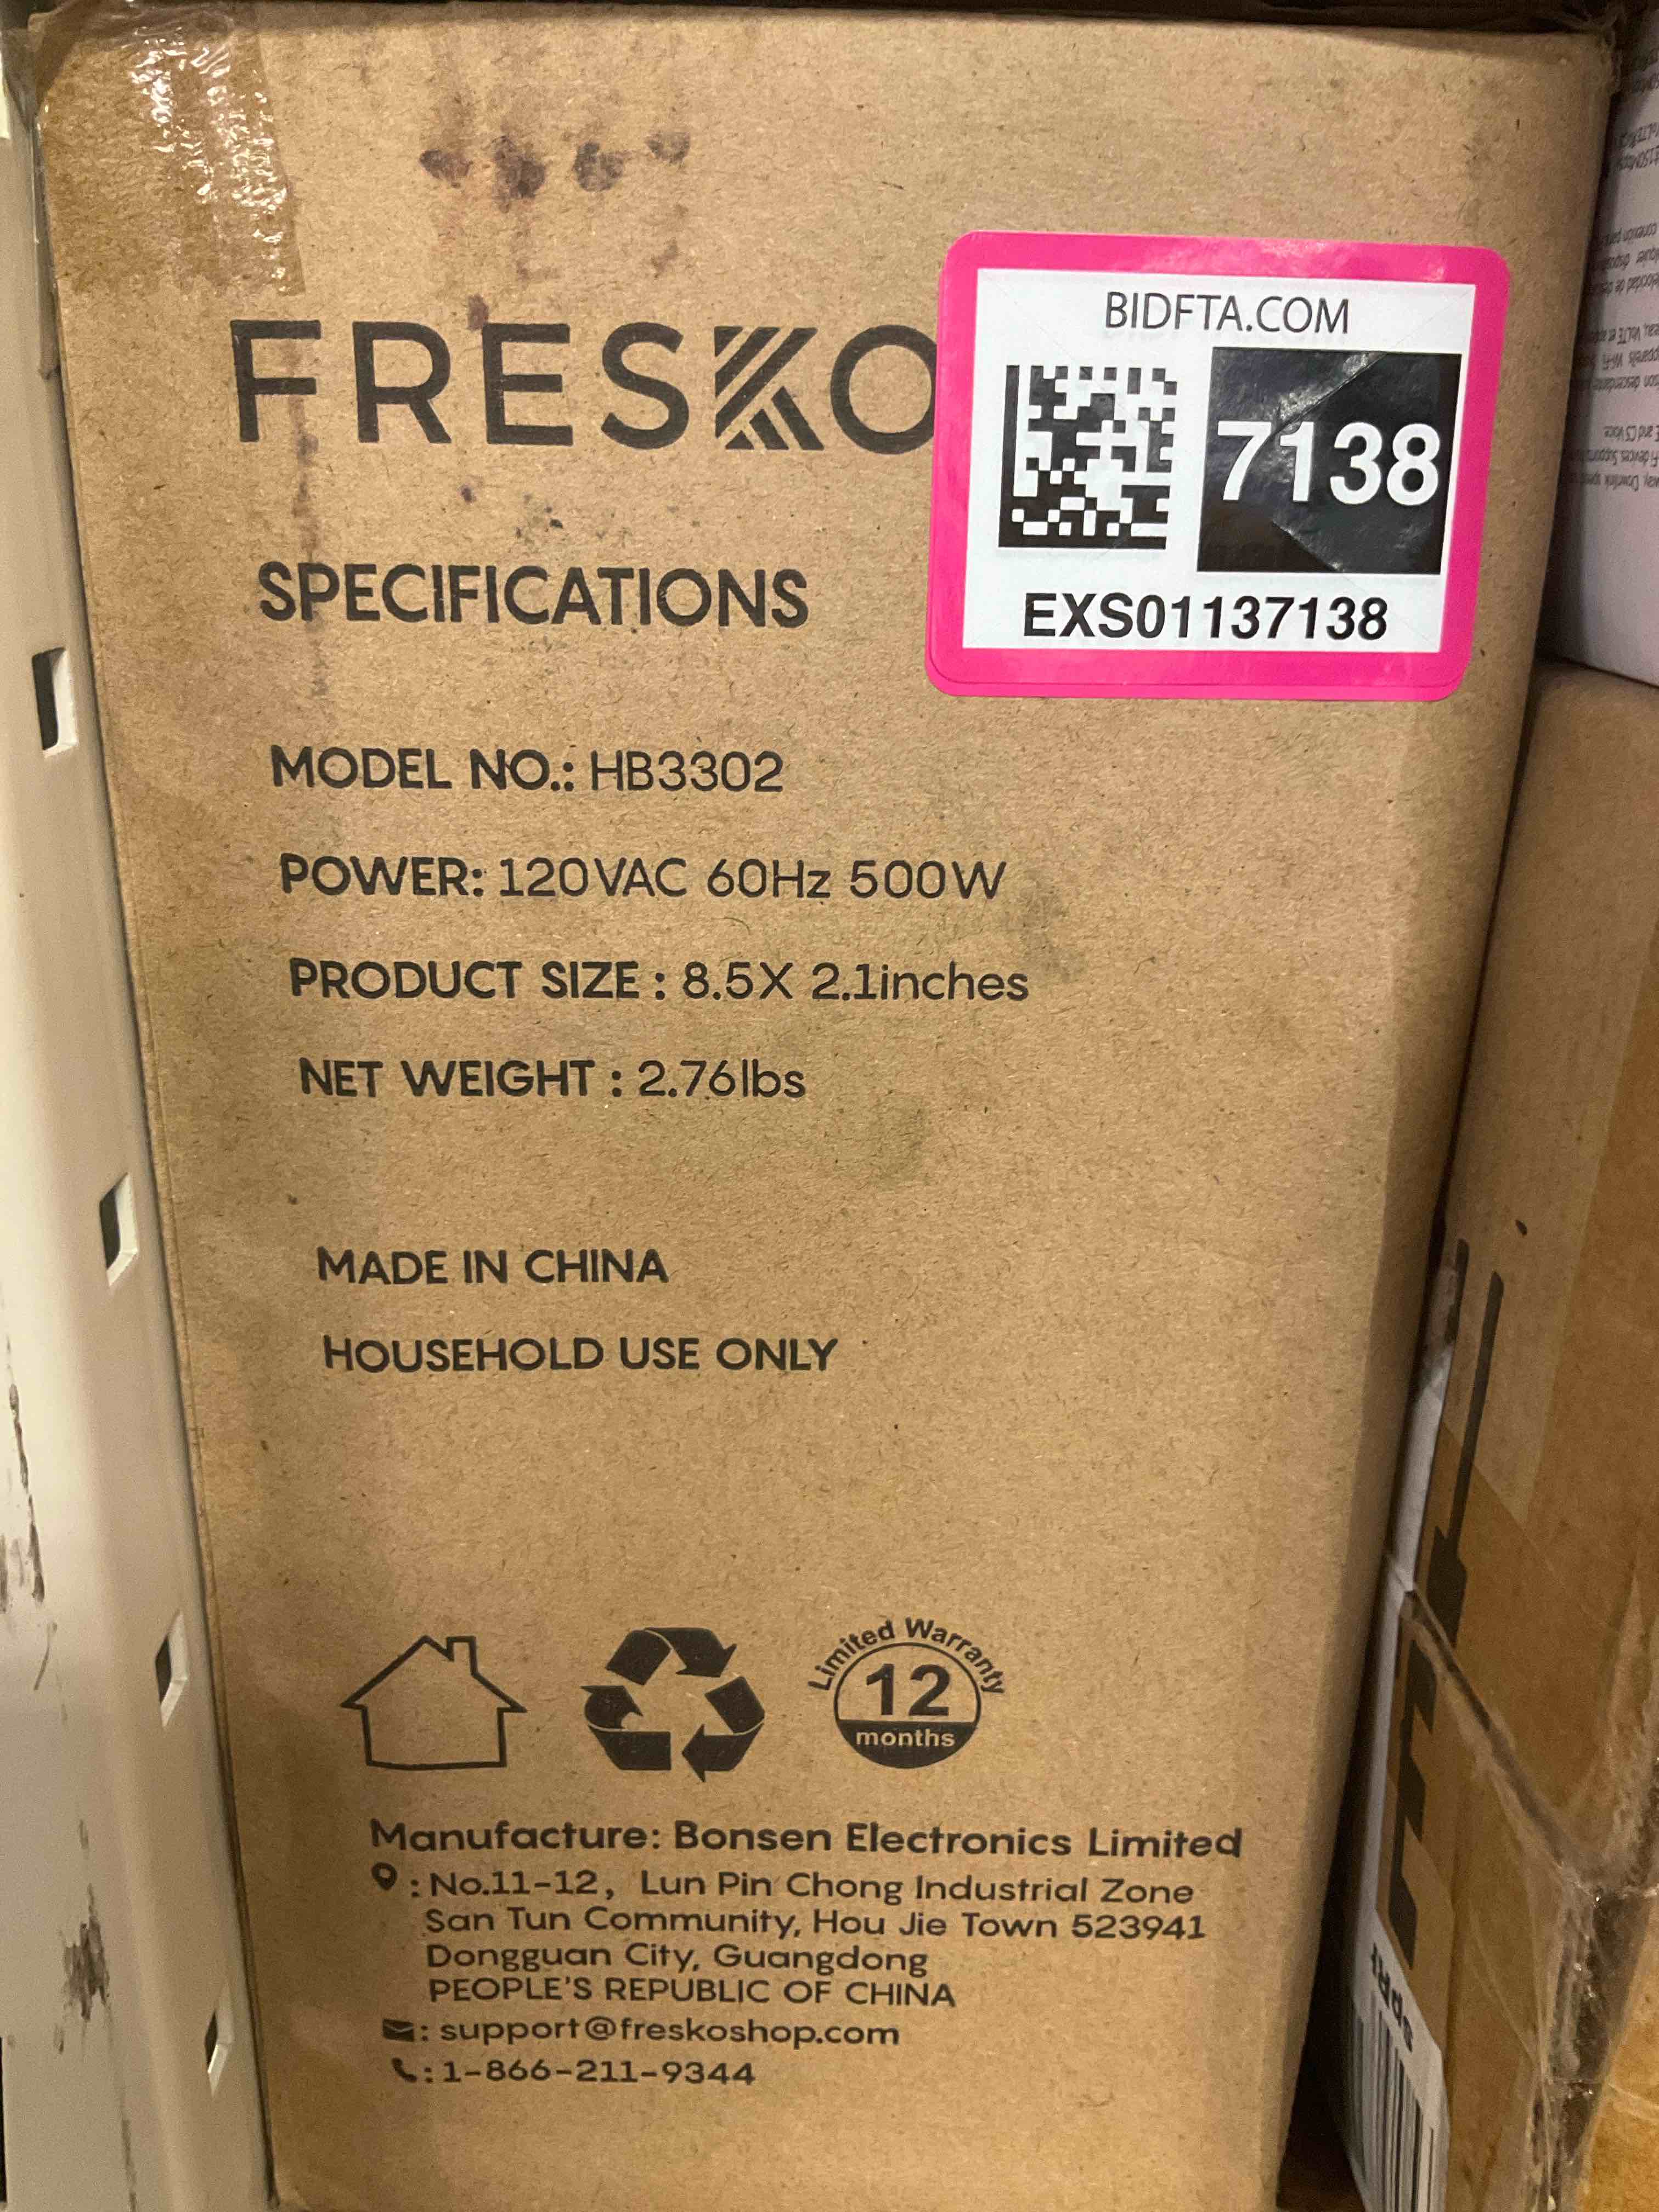 FRESKO
BIDFTA.COM
7138
EXS01137138
SPECIFICATIONS
MODEL NO.: HB3302
POWER: 120VAC 60Hz 500W
PRODUCT SIZE : 8.5X 2.1inches
NET WEIGHT : 2.76lbs
MADE IN CHINA
HOUSEHOLD USE ONLY
Limited Warranty
12
months
Manufacture: Bonsen Electronics Limited
: No.11-12, Lun Pin Chong Industrial Zone
San Tun Community, Hou Jie Town 523941
Dongguan City, Guangdong
PEOPLE'S REPUBLIC OF CHINA
: support@freskoshop.com
: 1-866-211-9344